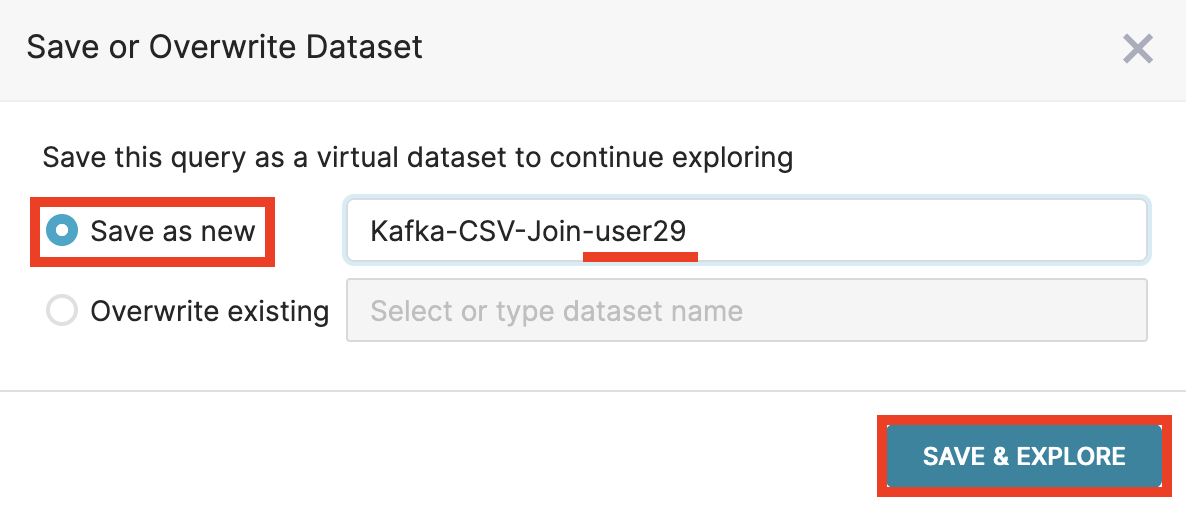 Save or Overwrite Dataset
Save this query as a virtual dataset to continue exploring
Save as new
Kafka-CSV-Join-user29
Overwrite existing
Select or type dataset name
SAVE & EXPLORE